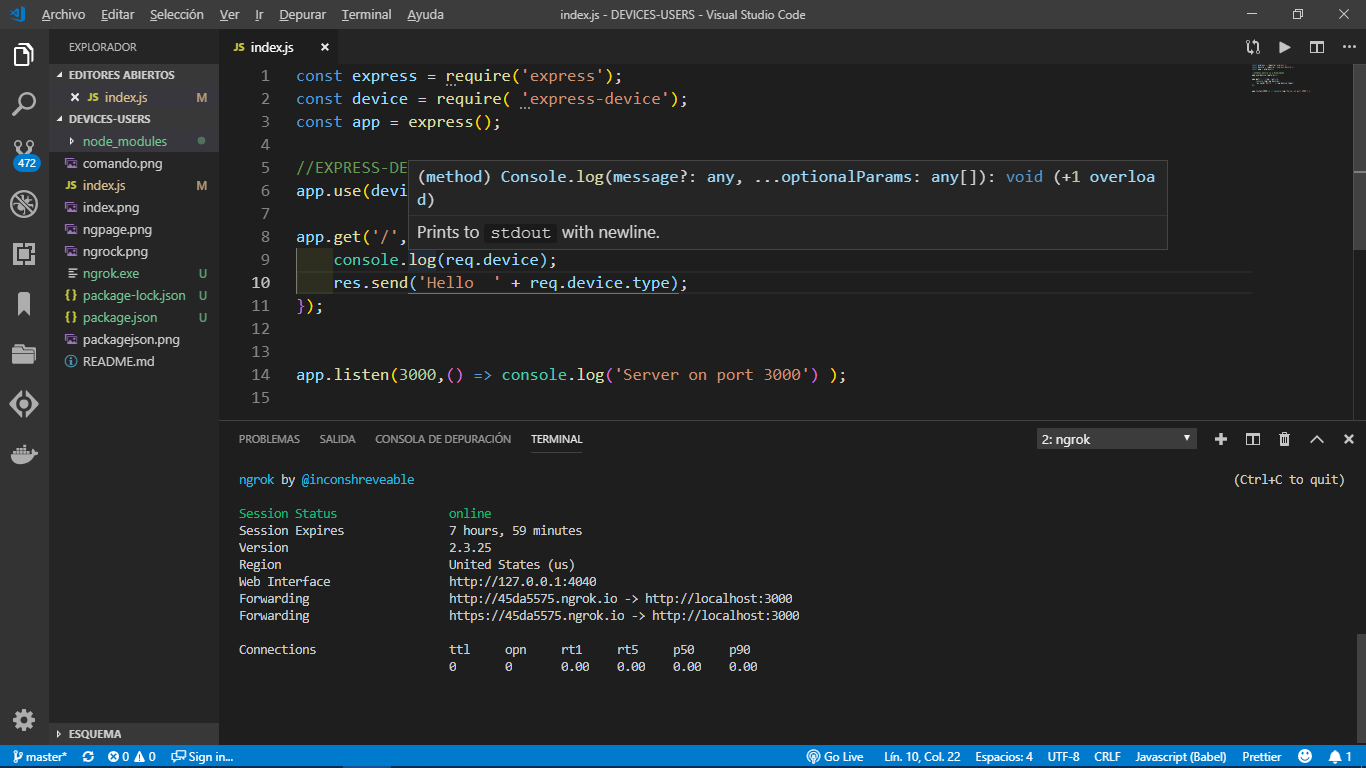 Archivo Editar Selección Ver Ir Depurar Terminal Ayuda index.js - DEVICES-USERS - Visual Studio Code
EXPLORADOR
EDITORES ABIERTOS
JS index.js M
DEVICES-USERS
node_modules
comando.png
JS index.js M
index.png
ngpage.png
ngrock.png
ngrok.exe U
{} package-lock.json U
{} package.json U
packagejson.png
README.md
ESQUEMA
472
JS index.js
1 const express = require('express');
2 const device = require( 'express-device');
3 const app = express();
4
5 //EXPRESS-DE
6 app.use(devi
7
8 app.get('/',
(method) Console.log(message?: any, ...optionalParams: any[]): void (+1 overloa
d)
Prints to stdout with newline.
9 console.log(req.device);
10 res.send('Hello  ' + req.device.type);
11 });
12
13
14 app.listen(3000,() => console.log('Server on port 3000') );
15
PROBLEMAS SALIDA CONSOLA DE DEPURACIÓN TERMINAL 2: ngrok
ngrok by @inconshreveable (Ctrl+C to quit)
Session Status online
Session Expires 7 hours, 59 minutes
Version 2.3.25
Region United States (us)
Web Interface http://127.0.0.1:4040
Forwarding http://45da5575.ngrok.io -> http://localhost:3000
Forwarding https://45da5575.ngrok.io -> http://localhost:3000
Connections ttl opn rt1 rt5 p50 p90
0 0 0.00 0.00 0.00 0.00
master* 0 0 Sign in... Go Live Lín. 10, Col. 22 Espacios: 4 UTF-8 CRLF Javascript (Babel) Prettier 1